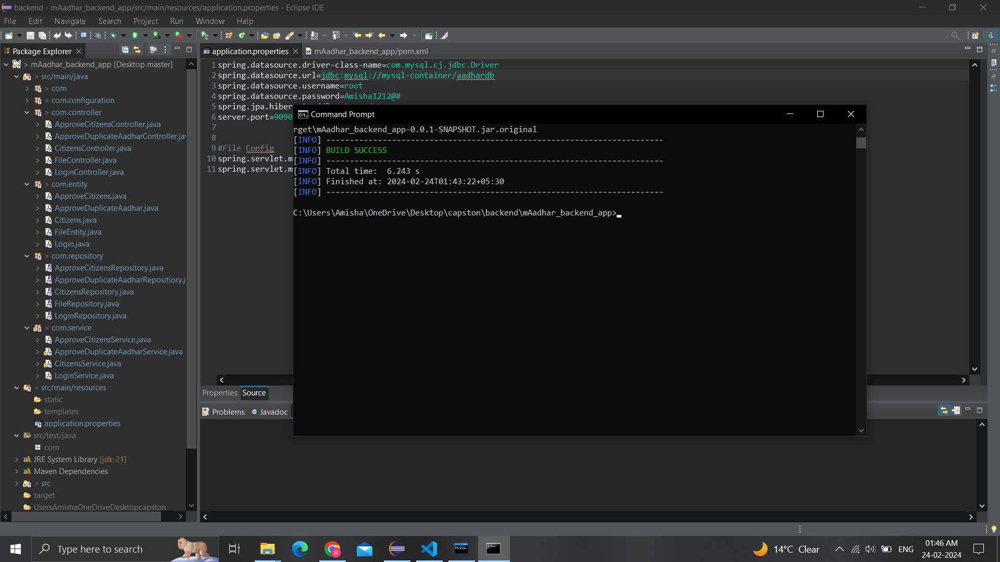 backend - mAadhar_backend_app/src/main/resources/application.properties - Eclipse IDE
File Edit Navigate Search Project Run Window Help
Package Explorer
application.properties
mAadhar_backend_app/pom.xml
> mAadhar_backend_app [Desktop master]
> src/main/java
> com
> com.configuration
> com.controller
ApproveCitizensController.java
ApproveDuplicateAadharController.jav
CitizensController.java
FileController.java
LoginController.java
> com.entity
ApproveCitizens.java
ApproveDuplicateAadhar.java
Citizens.java
FileEntity.java
Login.java
> com.repository
ApproveCitizensRepository.java
ApproveDuplicateAadharRepositiory.j
CitizensRepository.java
FileRepository.java
LoginRepository.java
> com.service
ApproveCitizensService.java
ApproveDuplicateAadharService.java
CitizensService.java
LoginService.java
> src/main/resources
static
templates
application.properties
src/test/java
com
JRE System Library [jdk-21]
Maven Dependencies
> src
target
UsersAmishaOneDriveDesktopcapston
1 spring.datasource.driver-class-name=com.mysql.cj.jdbc.Driver
2 spring.datasource.url=jdbc:mysql://mysql-container/aadhardb
3 spring.datasource.username=root
4 spring.datasource.password=Amisha1212@#
5 spring.jpa.hiber
6 server.port=9090
7
8
9 #File Config
10 spring.servlet.m
11 spring.servlet.m
Command Prompt
rget\mAadhar_backend_app-0.0.1-SNAPSHOT.jar.original
[INFO] ------------------------------------------------------------------------
[INFO] BUILD SUCCESS
[INFO] ------------------------------------------------------------------------
[INFO] Total time:  6.243 s
[INFO] Finished at: 2024-02-24T01:43:22+05:30
[INFO] ------------------------------------------------------------------------
C:\Users\Amisha\OneDrive\Desktop\capston\backend\mAadhar_backend_app>
Properties Source
Problems @ Javadoc
Type here to search
MySQL
14°C Clear
ENG
01:46 AM
24-02-2024